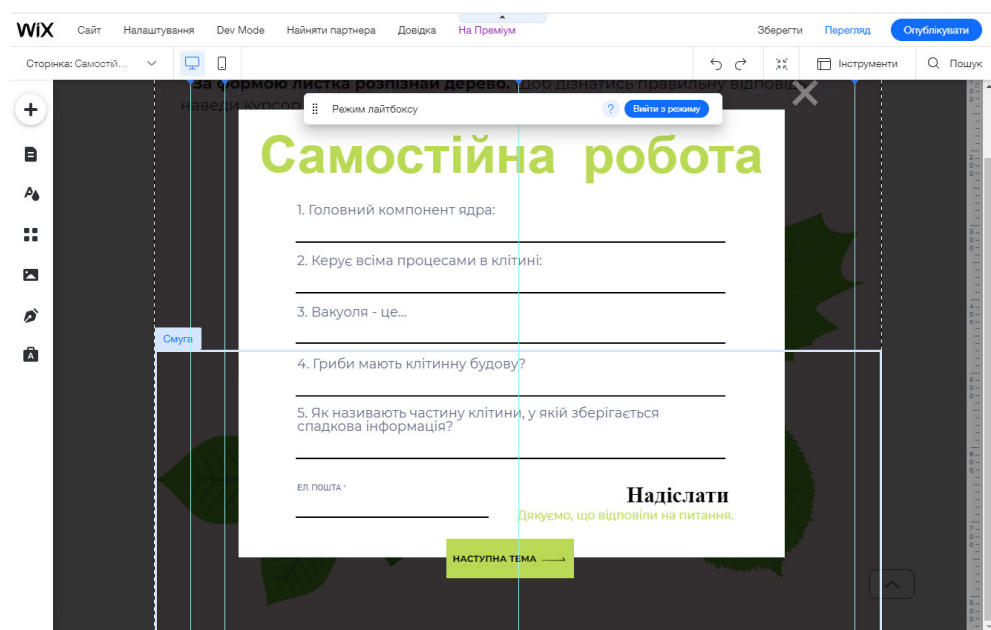 WiX Сайт Налаштування Dev Mode Найняти партнера Довідка На Преміум Зберегти Перегляд Опублікувати
Сторінка: Самостій... Інструменти Пошук
За формою листка розпізнай дерево. Щоб дізнатись правильну відповід
наведи курсор
Режим лайтбоксу ? Вийти з режиму
Самостійна робота
1. Головний компонент ядра:
2. Керує всіма процесами в клітині:
3. Вакуоля - це...
Смуга
4. Гриби мають клітинну будову?
5. Як називають частину клітини, у якій зберігається
спадкова інформація?
ЕЛ. ПОШТА *
Надіслати
Дякуємо, що відповіли на питання.
НАСТУПНА ТЕМА